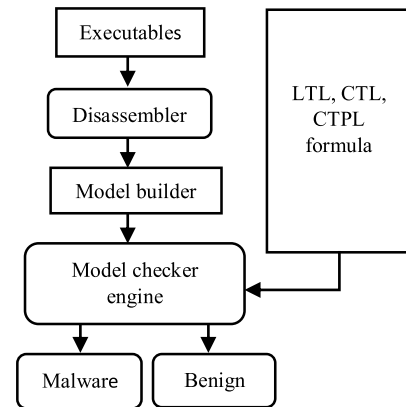 Executables
LTL, CTL,
CTPL
formula
Disassembler
Model builder
Model checker
engine
Malware
Benign